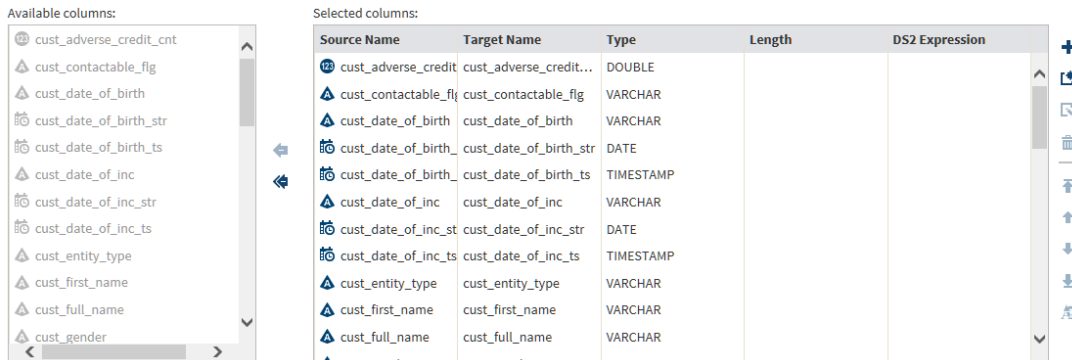 Available columns:
cust_adverse_credit_cnt
cust_contactable_flg
cust_date_of_birth
cust_date_of_birth_str
cust_date_of_birth_ts
cust_date_of_inc
cust_date_of_inc_str
cust_date_of_inc_ts
cust_entity_type
cust_first_name
cust_full_name
cust_gender
Selected columns:
Source Name Target Name Type Length DS2 Expression
cust_adverse_credit cust_adverse_credit... DOUBLE
cust_contactable_flg cust_contactable_flg VARCHAR
cust_date_of_birth cust_date_of_birth VARCHAR
cust_date_of_birth_ cust_date_of_birth_str DATE
cust_date_of_birth_ cust_date_of_birth_ts TIMESTAMP
cust_date_of_inc cust_date_of_inc VARCHAR
cust_date_of_inc_st cust_date_of_inc_str DATE
cust_date_of_inc_ts cust_date_of_inc_ts TIMESTAMP
cust_entity_type cust_entity_type VARCHAR
cust_first_name cust_first_name VARCHAR
cust_full_name cust_full_name VARCHAR